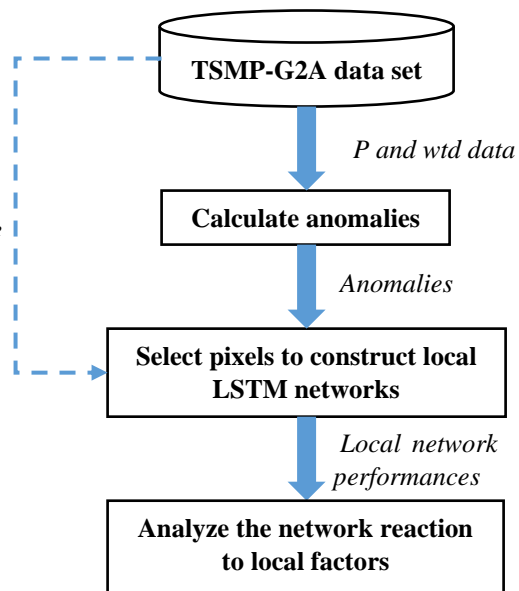 TSMP-G2A data set
P and wtd data
Calculate anomalies
Anomalies
Select pixels to construct local
LSTM networks
Local network
performances
Analyze the network reaction
to local factors